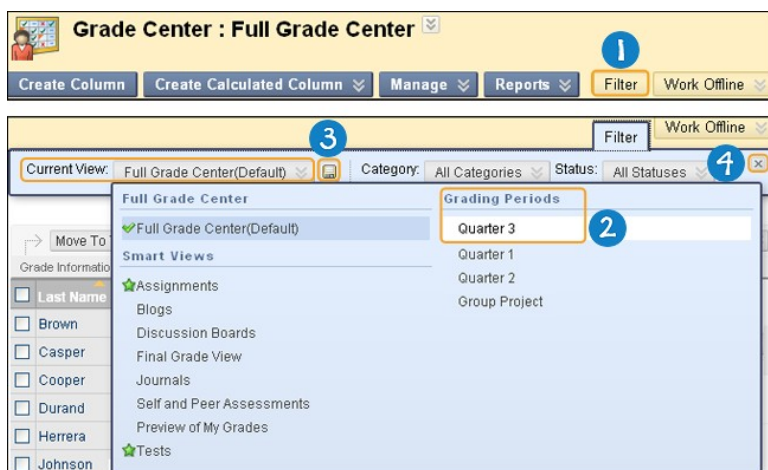 Grade Center : Full Grade Center
1
Create Column Create Calculated Column Manage Reports Filter Work Offline
3
Filter Work Offline
4
Current View: Full Grade Center(Default) Category: All Categories Status: All Statuses
Full Grade Center Grading Periods
Full Grade Center(Default) Quarter 3 2
Move To
Smart Views Quarter 1
Grade Informatio
Quarter 2
Assignments
Last Name
Group Project
Blogs
Brown
Discussion Boards
Casper
Final Grade View
Cooper
Journals
Durand
Self and Peer Assessments
Herrera
Preview of My Grades
Tests
Johnson